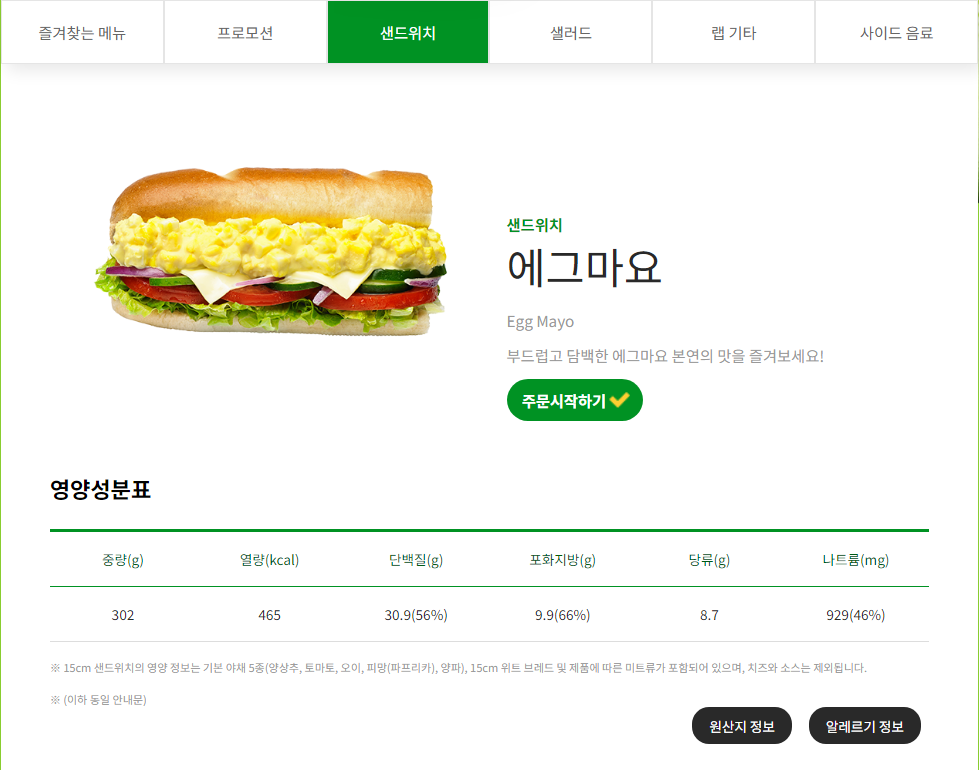 즐겨찾는 메뉴 프로모션 샌드위치 샐러드 랩 기타 사이드 음료
샌드위치
에그마요
Egg Mayo
부드럽고 담백한 에그마요 본연의 맛을 즐겨보세요!
주문시작하기
영양성분표
중량(g) 열량(kcal) 단백질(g) 포화지방(g) 당류(g) 나트륨(mg)
302 465 30.9(56%) 9.9(66%) 8.7 929(46%)
※ 15cm 샌드위치의 영양 정보는 기본 야채 5종(양상추, 토마토, 오이, 피망(파프리카), 양파), 15cm 위트 브레드 및 제품에 따른 미트류가 포함되어 있으며, 치즈와 소스는 제외됩니다.
※ (이하 동일 안내문)
원산지 정보 알레르기 정보